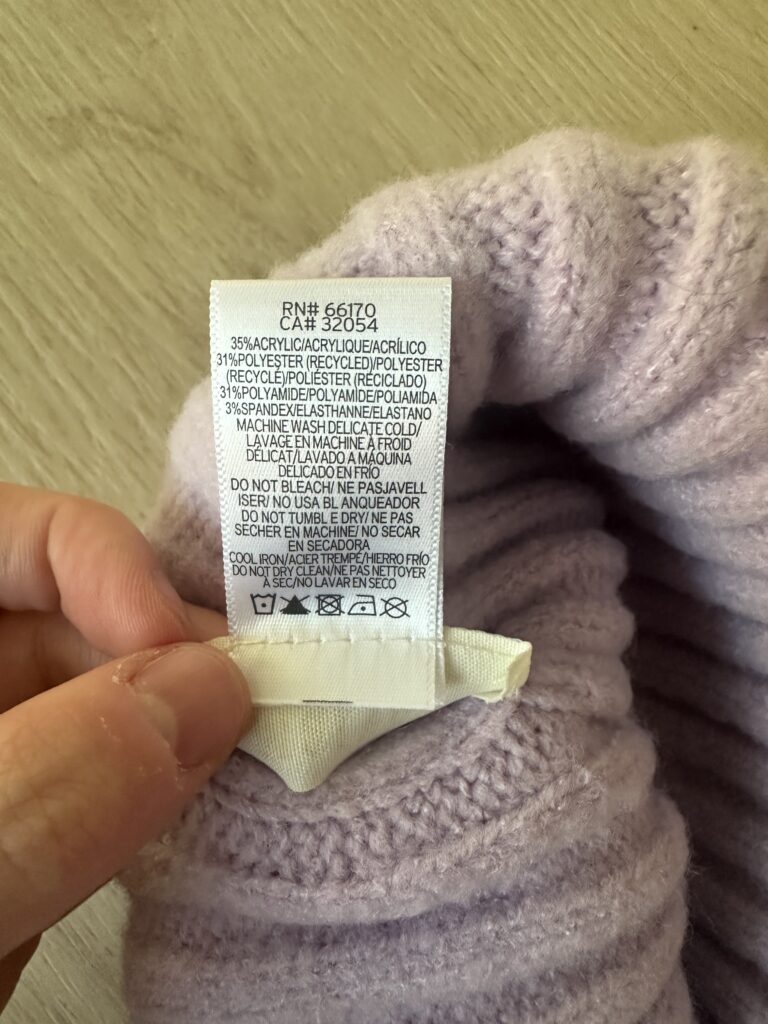 RN# 66170
CA# 32054
35%ACRYLIC/ACRYLIQUE/ACRÍLICO
31%POLYESTER (RECYCLED)/POLYESTER
(RECYCLÉ)/POLIÉSTER (RECICLADO)
31%POLYAMIDE/POLYAMIDE/POLIAMIDA
3%SPANDEX/ELASTHANNE/ELASTANO
MACHINE WASH DELICATE COLD/
LAVAGE EN MACHINE À FROID
DÉLICAT/LAVADO A MÁQUINA
DELICADO EN FRÍO
DO NOT BLEACH/ NE PASJAVELL
ISER/ NO USA BL ANQUEADOR
DO NOT TUMBL E DRY/ NE PAS
SECHER EN MACHINE/ NO SECAR
EN SECADORA
COOL IRON/ACIER TREMPÉ/HIERRO FRÍO
DO NOT DRY CLEAN/NE PAS NETTOYER
À SEC/NO LAVAR EN SECO